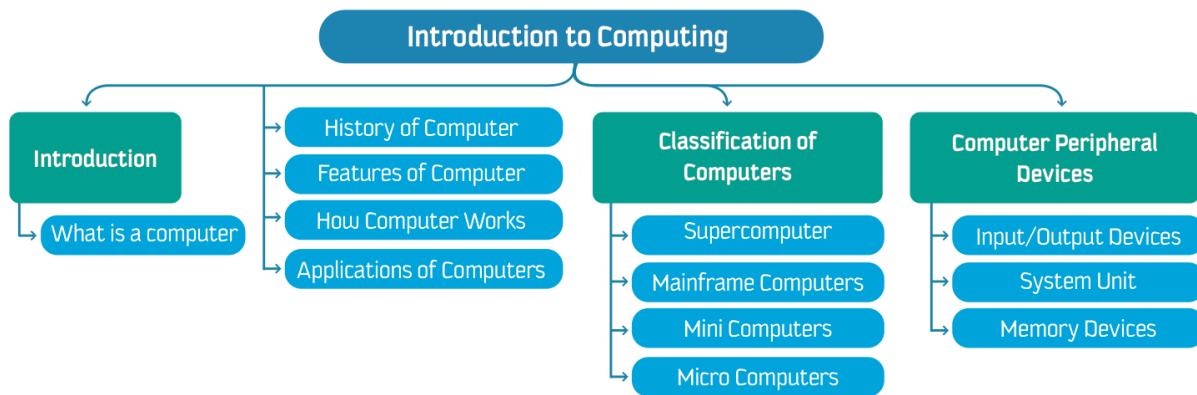 Introduction to Computing
Introduction
What is a computer
History of Computer
Features of Computer
How Computer Works
Applications of Computers
Classification of
Computers
Supercomputer
Mainframe Computers
Mini Computers
Micro Computers
Computer Peripheral
Devices
Input/Output Devices
System Unit
Memory Devices